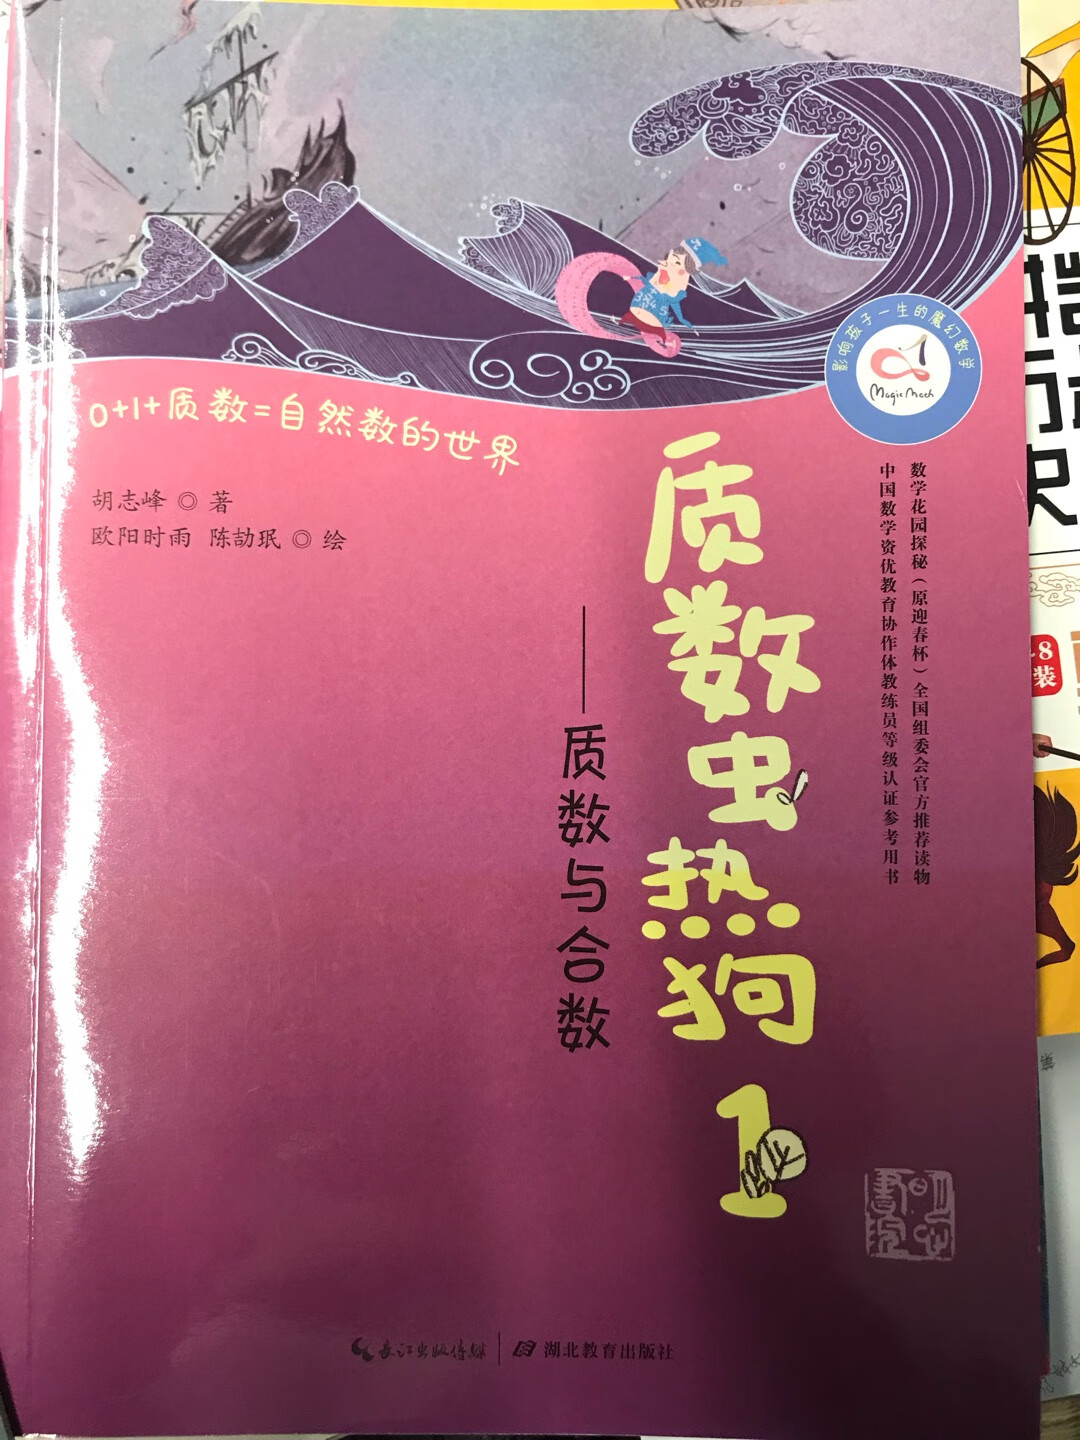 影响孩子一生的魔幻数学
Magic Math
0+1+质数=自然数的世界
胡志峰◎著
欧阳时雨 陈劼珉◎绘
数学花园探秘(原迎春杯)全国组委会官方推荐读物
中国数学资优教育协作体教练员等级认证参考用书
质数虫热狗1
——质数与合数
长江出版传媒
湖北教育出版社
8
装